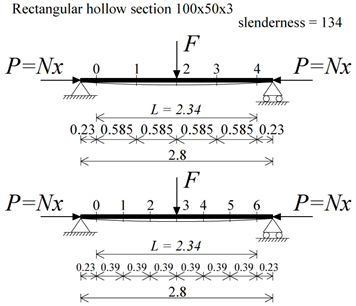 Rectangular hollow section 100x50x3
slenderness = 134
F
P=Nx 0 1 2 3 4 P=Nx
L = 2.34
0.23 0.585 0.585 0.585 0.585 0.23
2.8
F
P=Nx 0 1 2 3 4 5 6 P=Nx
L = 2.34
0.23 0.39 0.39 0.39 0.39 0.39 0.39 0.23
2.8